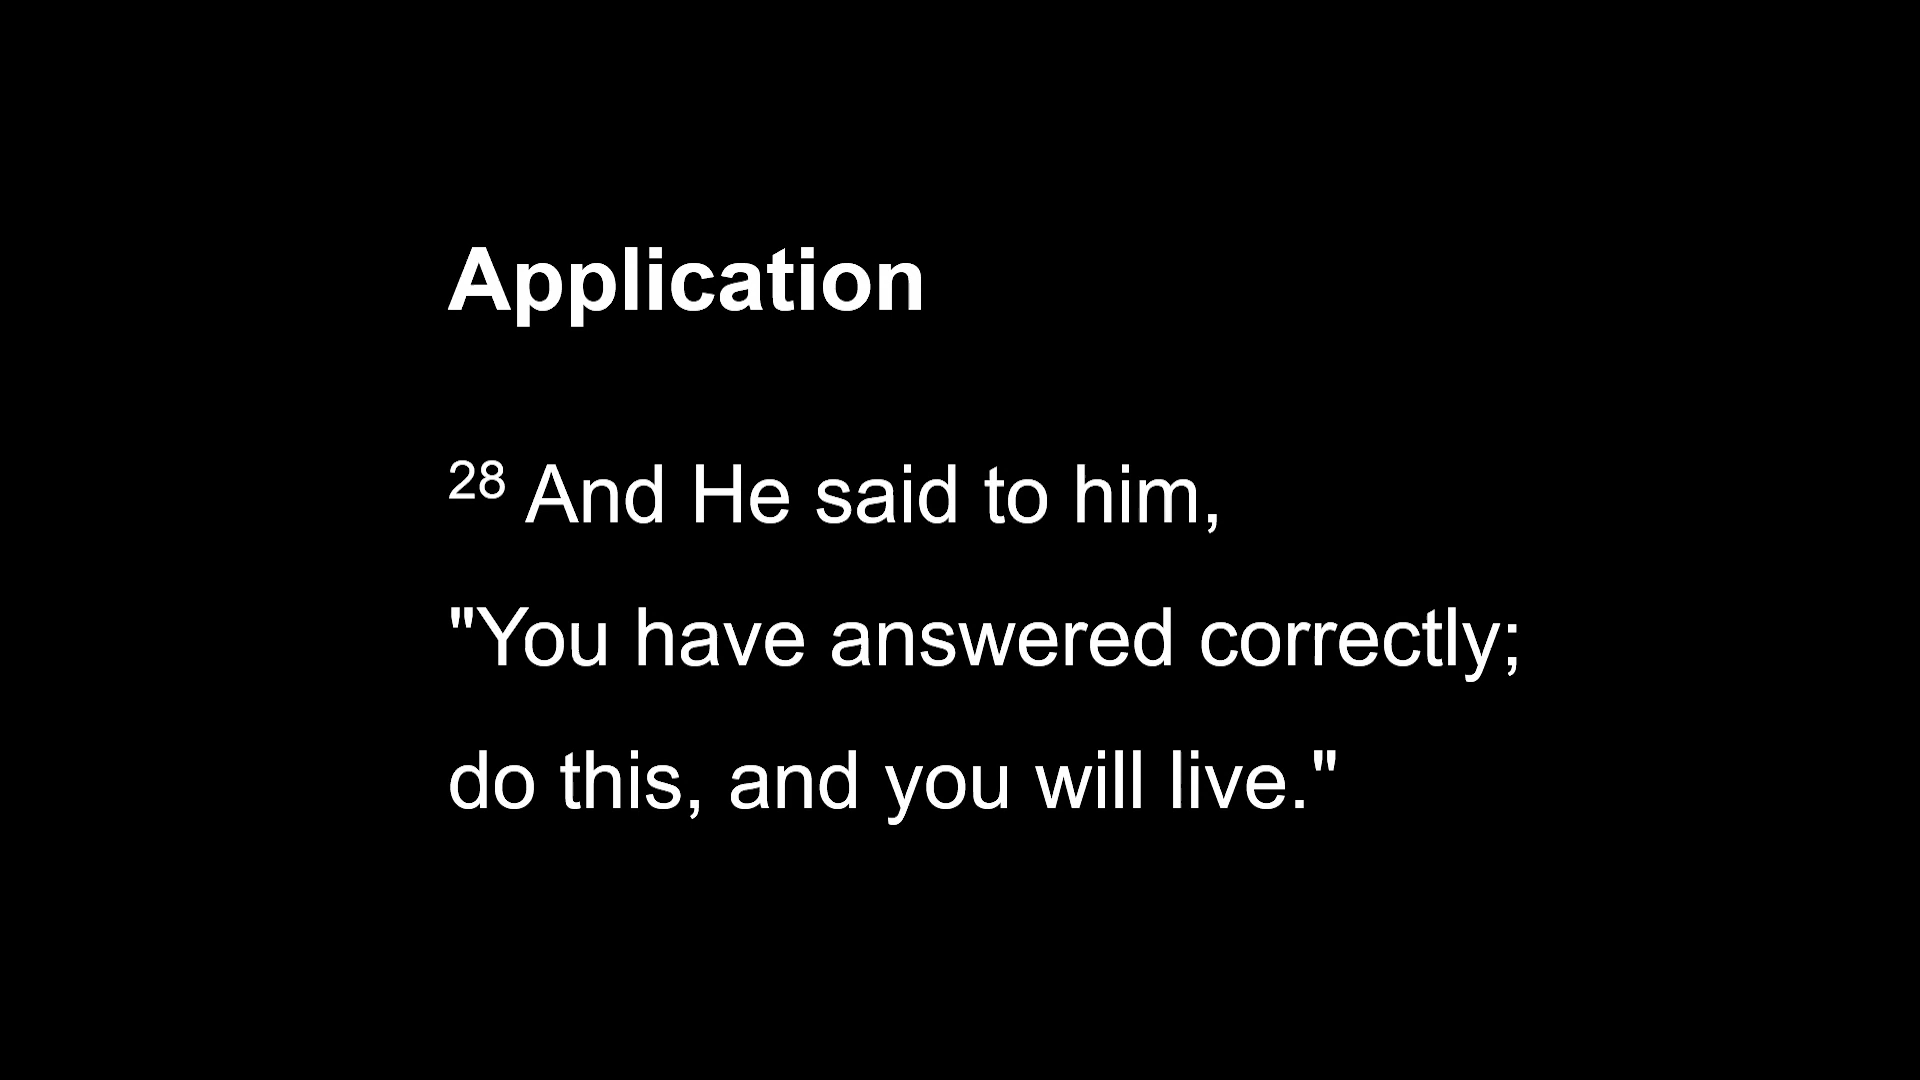 Application
28 And He said to him,
"You have answered correctly;
do this, and you will live."